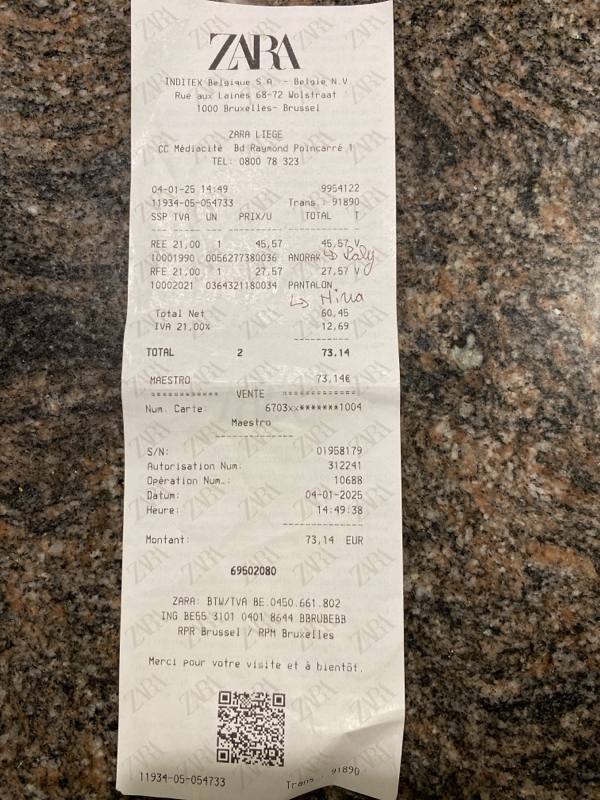 ZARA
INDITEX Belgique S.A. - Belgie N.V.
Rue aux Laines 68-72 Wolstraat
1000 Bruxelles- Brussel
ZARA LIEGE
CC Médiacité Bd Raymond Poincarré 1
TEL: 0800 78 323
04-01-25 14:49 9954122
11934-05-054733 Trans.: 91890
SSP TVA UN PRIX/U TOTAL T
REE 21,00 1 45,57 45,57 V
10001990 0056277380036 ANORAK
RFE 21,00 1 27,57 27,57 V
10002021 0364321180034 PANTALON
↳ Nina
Total Net 60,45
IVA 21,00% 12,69
TOTAL 2 73,14
MAESTRO 73,14€
============ VENTE ============
Num. Carte: 6703xx*******1004
Maestro
S/N: 01958179
Autorisation Num: 312241
Opération Num.: 10688
Datum: 04-01-2025
Heure: 14:49:38
Montant: 73,14 EUR
69502080
ZARA: BTW/TVA BE.0450.661.802
ING BE55 3101 0401 8644 BBRUBEBB
RPR Brussel / RPM Bruxelles
Merci pour votre visite et à bientôt.
11934-05-054733 Trans.: 91890